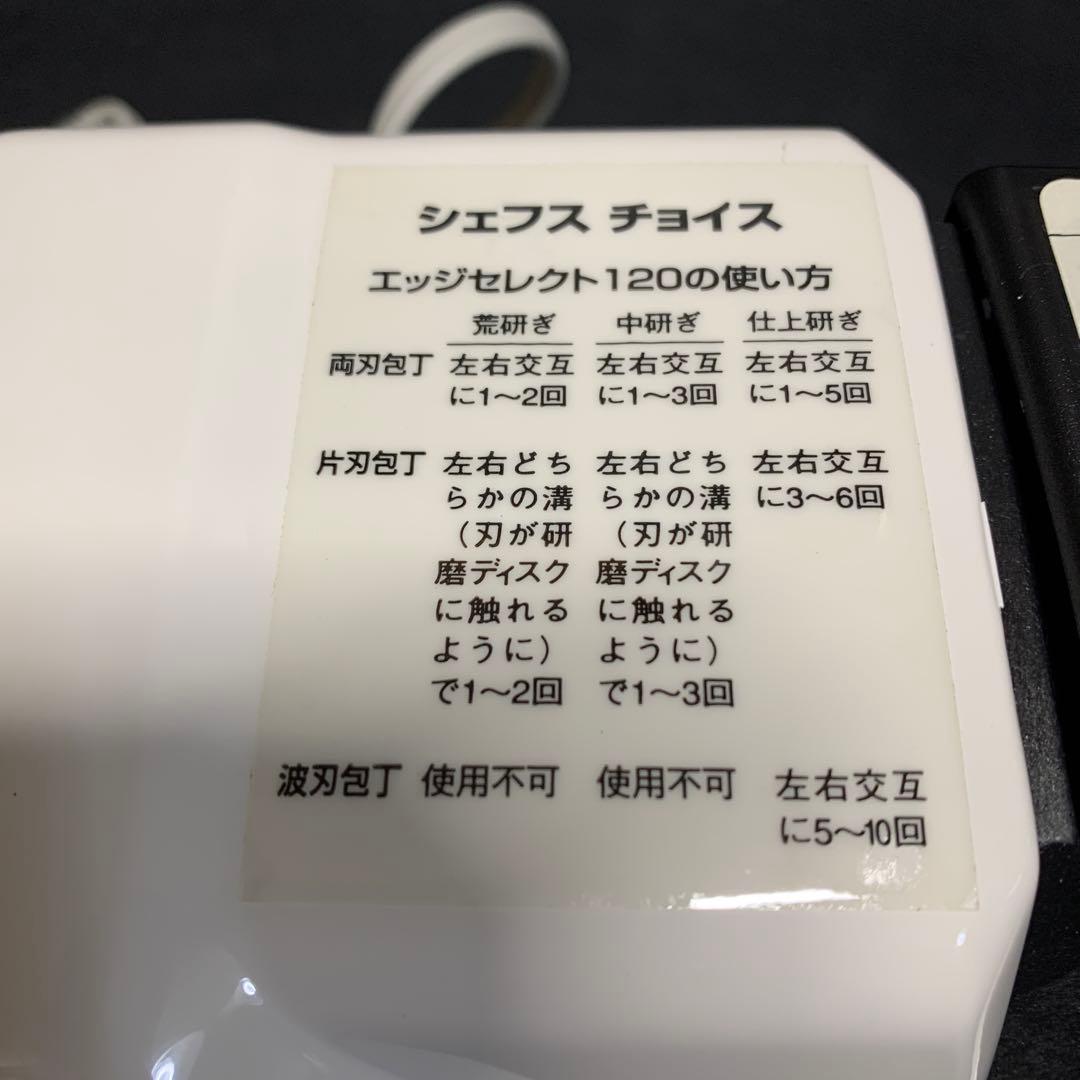 シェフス チョイス
エッジセレクト120の使い方
荒研ぎ 中研ぎ 仕上研ぎ
両刃包丁 左右交互 左右交互 左右交互
に1〜2回 に1〜3回 に1〜5回
片刃包丁 左右どち 左右どち 左右交互
らかの溝 らかの溝 に3〜6回
（刃が研 （刃が研
磨ディスク 磨ディスク
に触れる に触れる
ように） ように）
で1〜2回 で1〜3回
波刃包丁 使用不可 使用不可 左右交互
に5〜10回